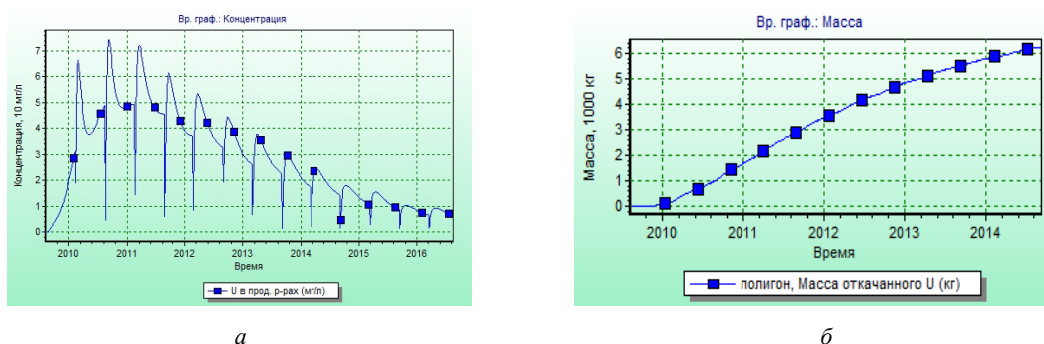 Вр. граф.: Концентрация
Концентрация, 10 мг/л
7
6
5
4
3
2
1
0
2010 2011 2012 2013 2014 2015 2016
Время
U в прод. р-рах (мг/л)
а
Вр. граф.: Масса
Масса, 1000 кг
6
5
4
3
2
1
0
2010 2011 2012 2013 2014
Время
полигон, Масса откачанного U (кг)
б